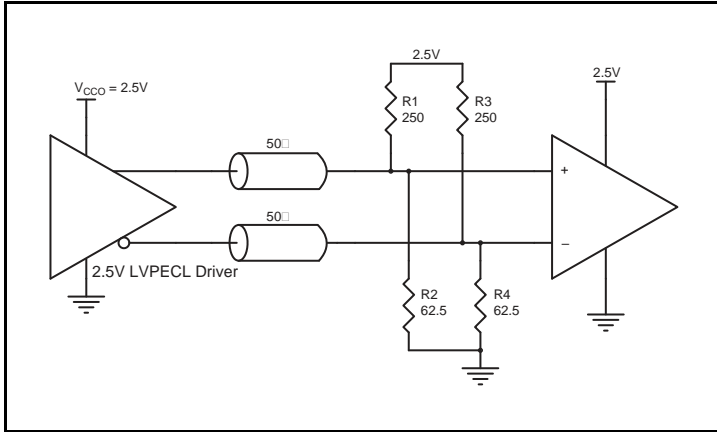 2.5V
V_CCO = 2.5V
2.5V
R1
250
R3
250
50□
+
50□
−
2.5V LVPECL Driver
R2
62.5
R4
62.5